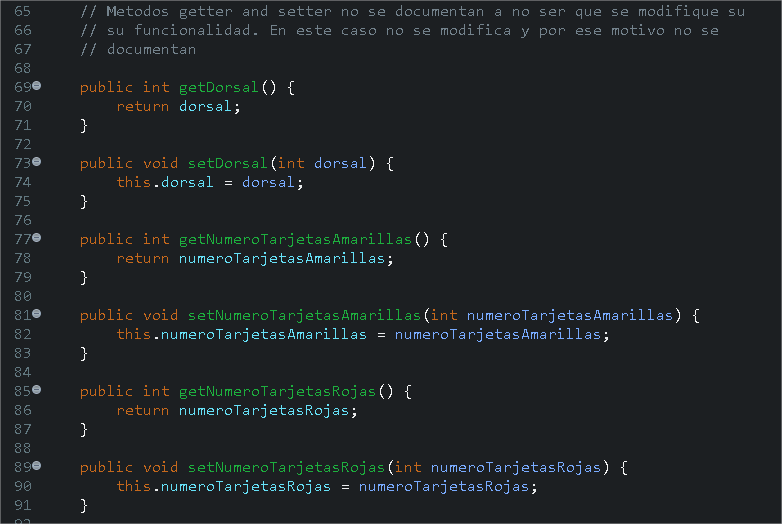 65 // Metodos getter and setter no se documentan a no ser que se modifique su
66 // su funcionalidad. En este caso no se modifica y por ese motivo no se
67 // documentan
68
69 public int getDorsal() {
70 return dorsal;
71 }
72
73 public void setDorsal(int dorsal) {
74 this.dorsal = dorsal;
75 }
76
77 public int getNumeroTarjetasAmarillas() {
78 return numeroTarjetasAmarillas;
79 }
80
81 public void setNumeroTarjetasAmarillas(int numeroTarjetasAmarillas) {
82 this.numeroTarjetasAmarillas = numeroTarjetasAmarillas;
83 }
84
85 public int getNumeroTarjetasRojas() {
86 return numeroTarjetasRojas;
87 }
88
89 public void setNumeroTarjetasRojas(int numeroTarjetasRojas) {
90 this.numeroTarjetasRojas = numeroTarjetasRojas;
91 }